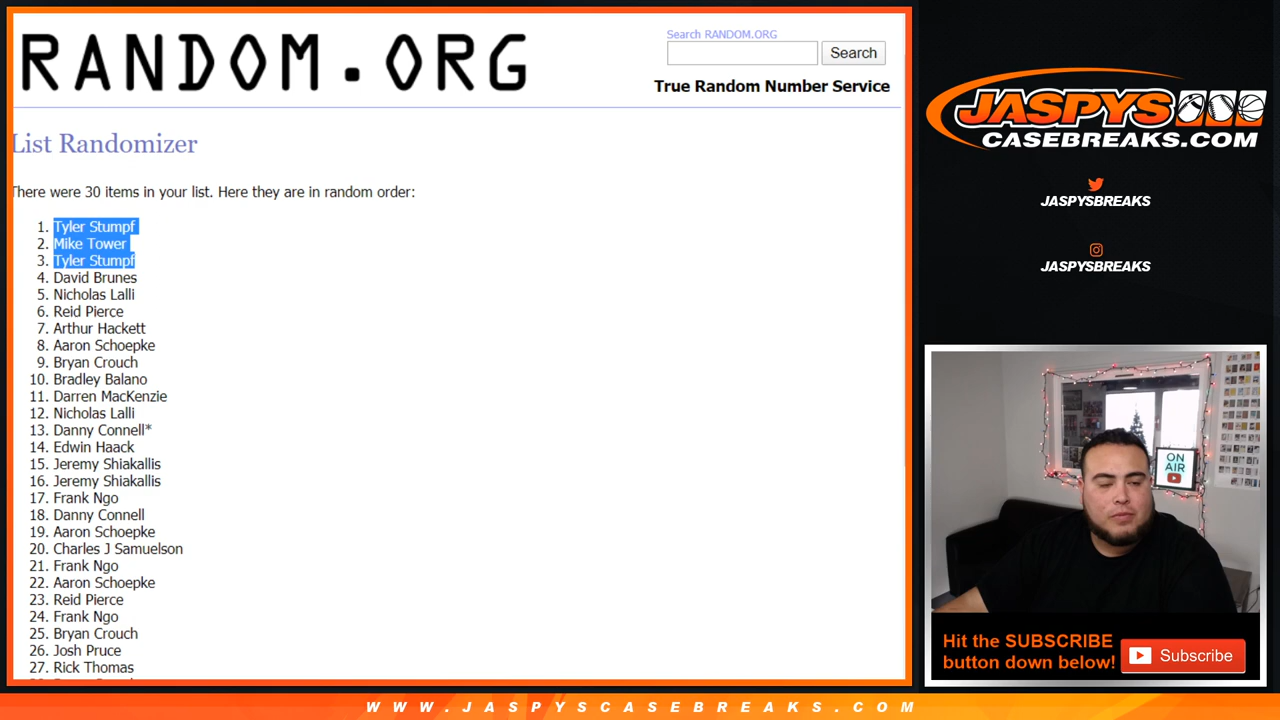 RANDOM.ORG
Search RANDOM.ORG
Search
True Random Number Service
List Randomizer
There were 30 items in your list. Here they are in random order:
1. Tyler Stumpf
2. Mike Tower
3. Tyler Stumpf
4. David Brunes
5. Nicholas Lalli
6. Reid Pierce
7. Arthur Hackett
8. Aaron Schoepke
9. Bryan Crouch
10. Bradley Balano
11. Darren MacKenzie
12. Nicholas Lalli
13. Danny Connell*
14. Edwin Haack
15. Jeremy Shiakallis
16. Jeremy Shiakallis
17. Frank Ngo
18. Danny Connell
19. Aaron Schoepke
20. Charles J Samuelson
21. Frank Ngo
22. Aaron Schoepke
23. Reid Pierce
24. Frank Ngo
25. Bryan Crouch
26. Josh Pruce
27. Rick Thomas
JASPYS
CASEBREAKS.COM
JASPYSBREAKS
JASPYSBREAKS
ON
AIR
Hit the SUBSCRIBE
button down below!
Subscribe
WWW.JASPYSCASEBREAKS.COM